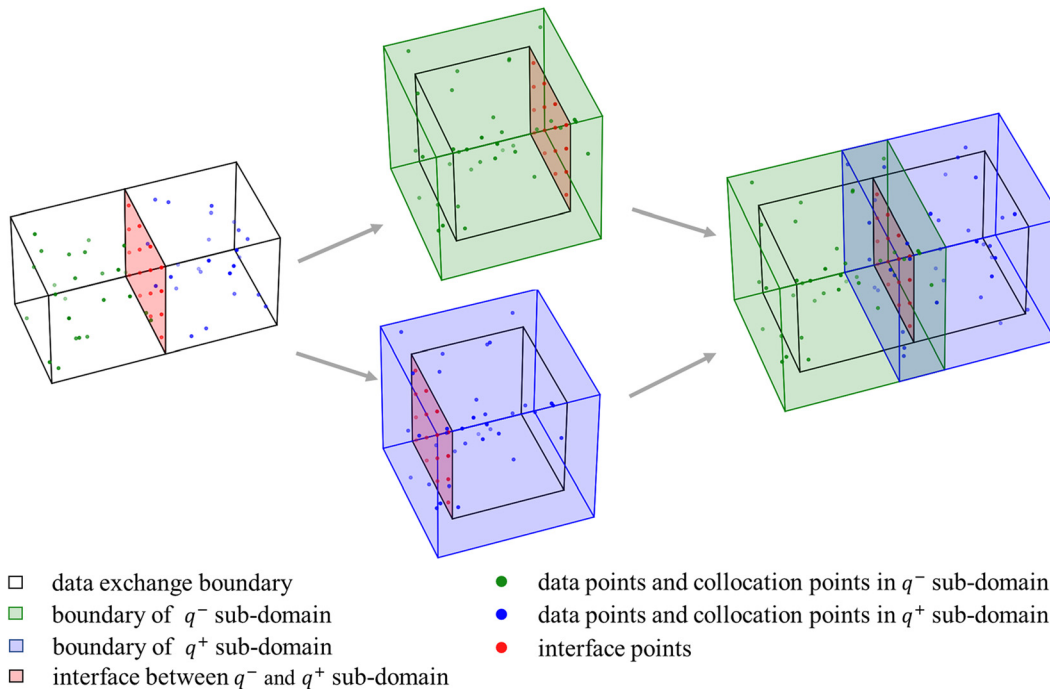 data exchange boundary
boundary of q⁻ sub-domain
boundary of q⁺ sub-domain
interface between q⁻ and q⁺ sub-domain
data points and collocation points in q⁻ sub-domain
data points and collocation points in q⁺ sub-domain
interface points